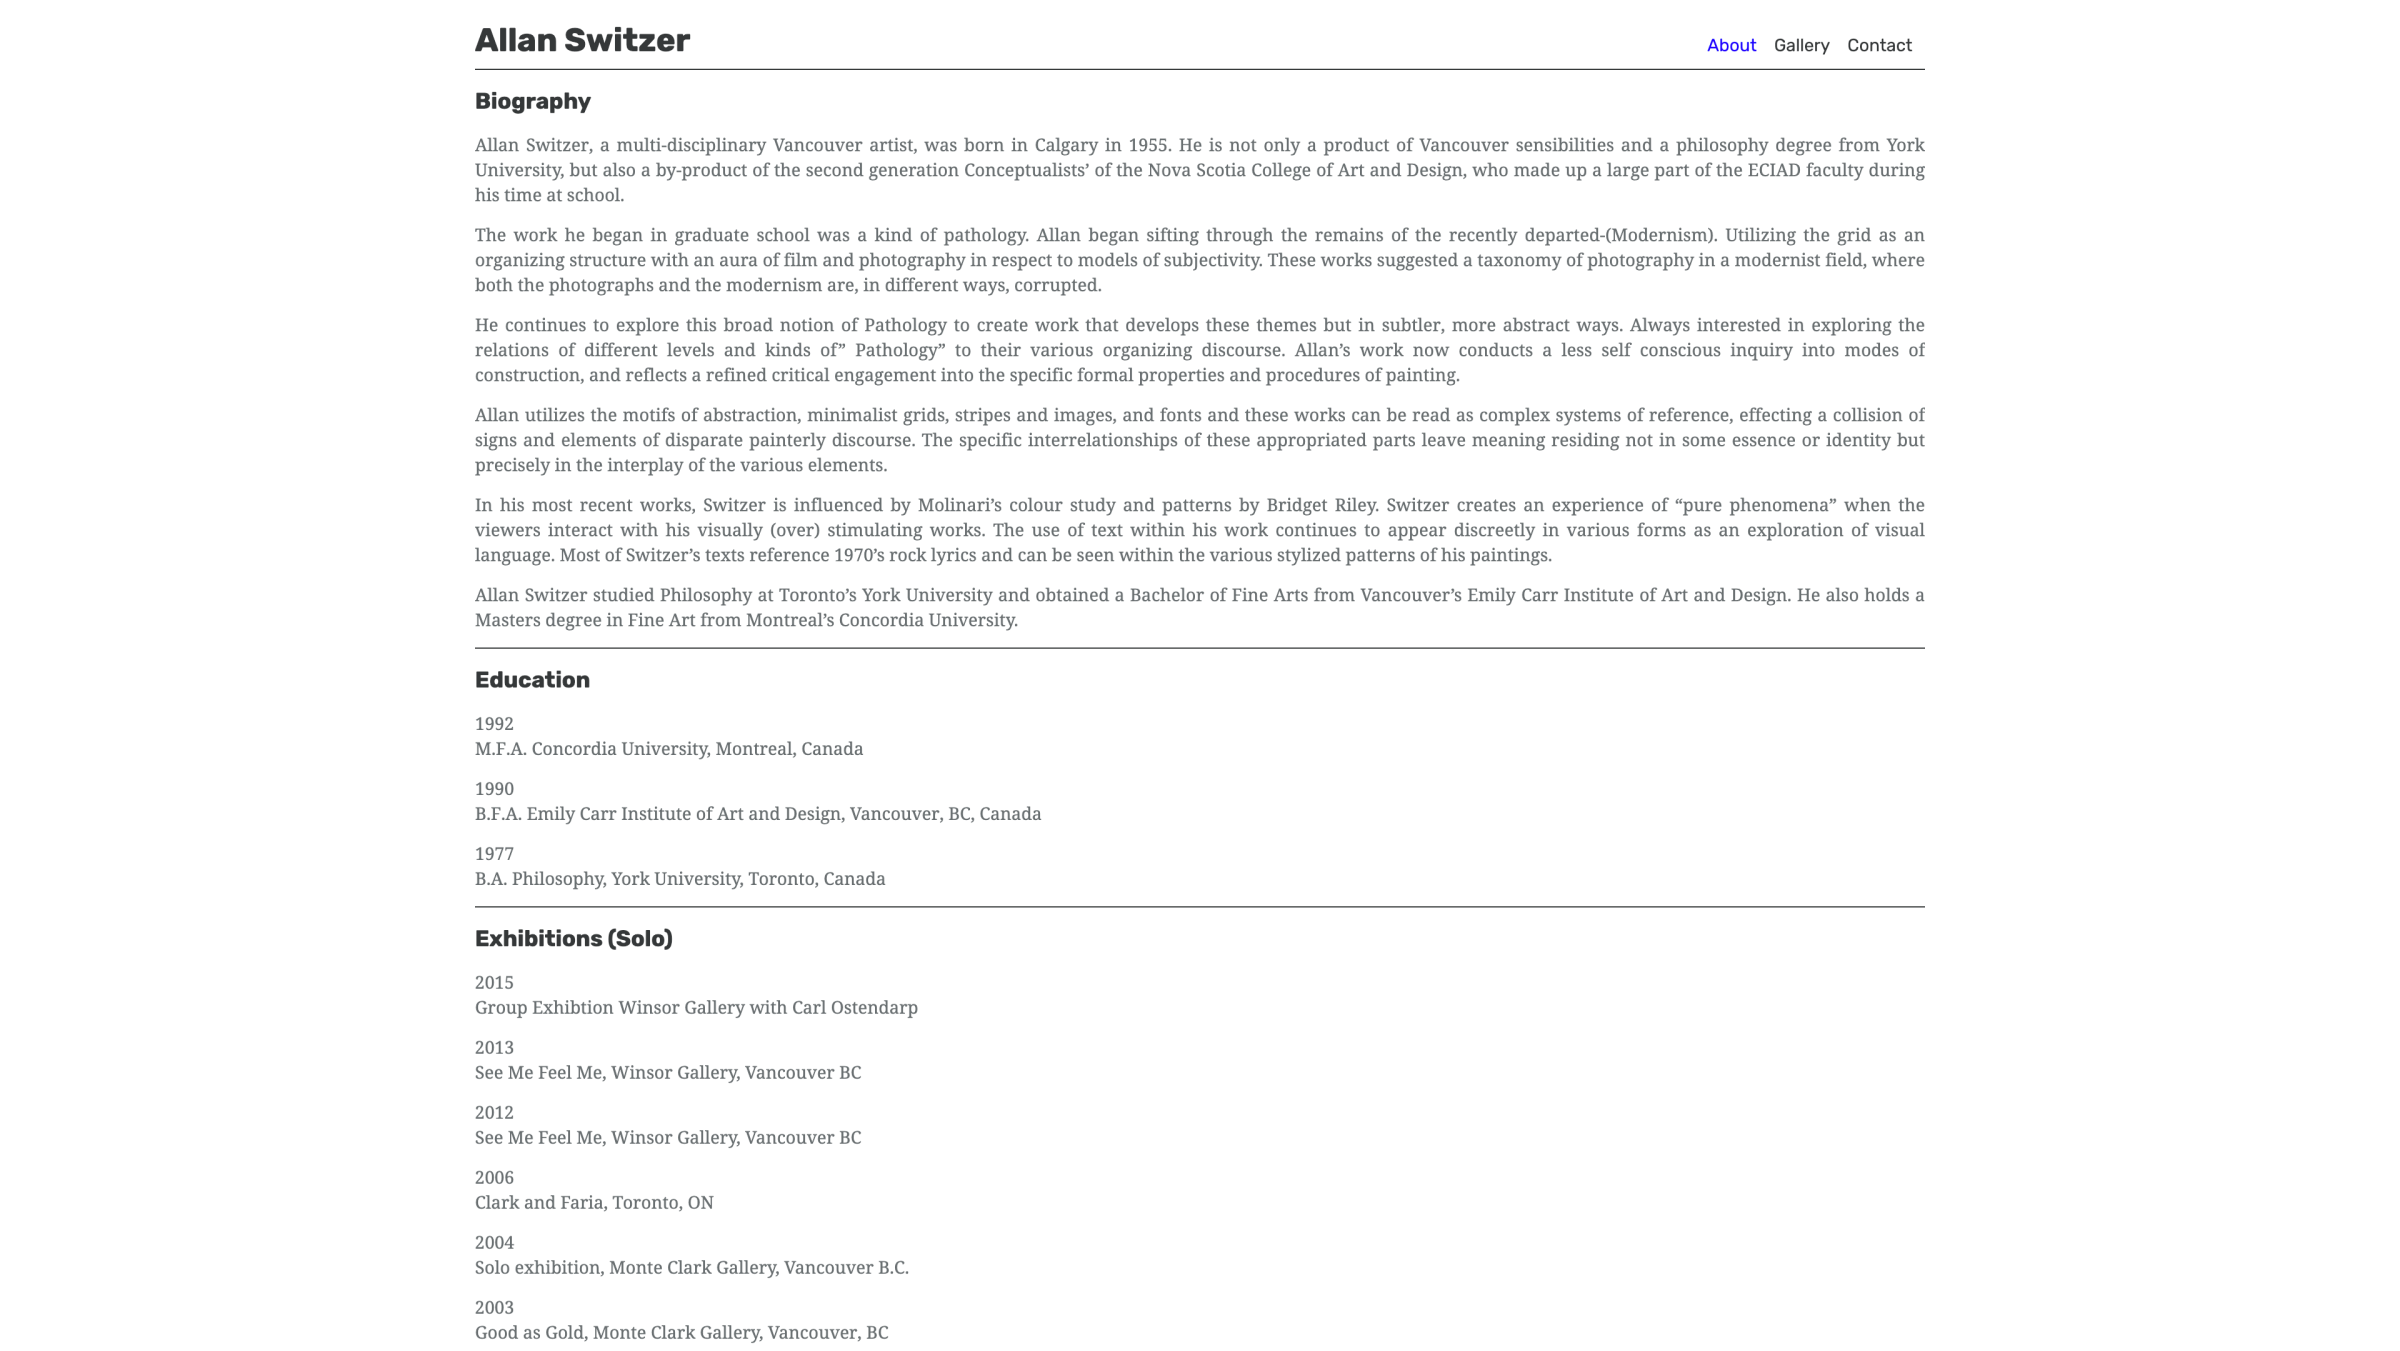 Allan Switzer
About Gallery Contact
Biography
Allan Switzer, a multi-disciplinary Vancouver artist, was born in Calgary in 1955. He is not only a product of Vancouver sensibilities and a philosophy degree from York
University, but also a by-product of the second generation Conceptualists’ of the Nova Scotia College of Art and Design, who made up a large part of the ECIAD faculty during
his time at school.
The work he began in graduate school was a kind of pathology. Allan began sifting through the remains of the recently departed-(Modernism). Utilizing the grid as an
organizing structure with an aura of film and photography in respect to models of subjectivity. These works suggested a taxonomy of photography in a modernist field, where
both the photographs and the modernism are, in different ways, corrupted.
He continues to explore this broad notion of Pathology to create work that develops these themes but in subtler, more abstract ways. Always interested in exploring the
relations of different levels and kinds of” Pathology” to their various organizing discourse. Allan’s work now conducts a less self conscious inquiry into modes of
construction, and reflects a refined critical engagement into the specific formal properties and procedures of painting.
Allan utilizes the motifs of abstraction, minimalist grids, stripes and images, and fonts and these works can be read as complex systems of reference, effecting a collision of
signs and elements of disparate painterly discourse. The specific interrelationships of these appropriated parts leave meaning residing not in some essence or identity but
precisely in the interplay of the various elements.
In his most recent works, Switzer is influenced by Molinari’s colour study and patterns by Bridget Riley. Switzer creates an experience of “pure phenomena” when the
viewers interact with his visually (over) stimulating works. The use of text within his work continues to appear discreetly in various forms as an exploration of visual
language. Most of Switzer’s texts reference 1970’s rock lyrics and can be seen within the various stylized patterns of his paintings.
Allan Switzer studied Philosophy at Toronto’s York University and obtained a Bachelor of Fine Arts from Vancouver’s Emily Carr Institute of Art and Design. He also holds a
Masters degree in Fine Art from Montreal’s Concordia University.
Education
1992
M.F.A. Concordia University, Montreal, Canada
1990
B.F.A. Emily Carr Institute of Art and Design, Vancouver, BC, Canada
1977
B.A. Philosophy, York University, Toronto, Canada
Exhibitions (Solo)
2015
Group Exhibtion Winsor Gallery with Carl Ostendarp
2013
See Me Feel Me, Winsor Gallery, Vancouver BC
2012
See Me Feel Me, Winsor Gallery, Vancouver BC
2006
Clark and Faria, Toronto, ON
2004
Solo exhibition, Monte Clark Gallery, Vancouver B.C.
2003
Good as Gold, Monte Clark Gallery, Vancouver, BC